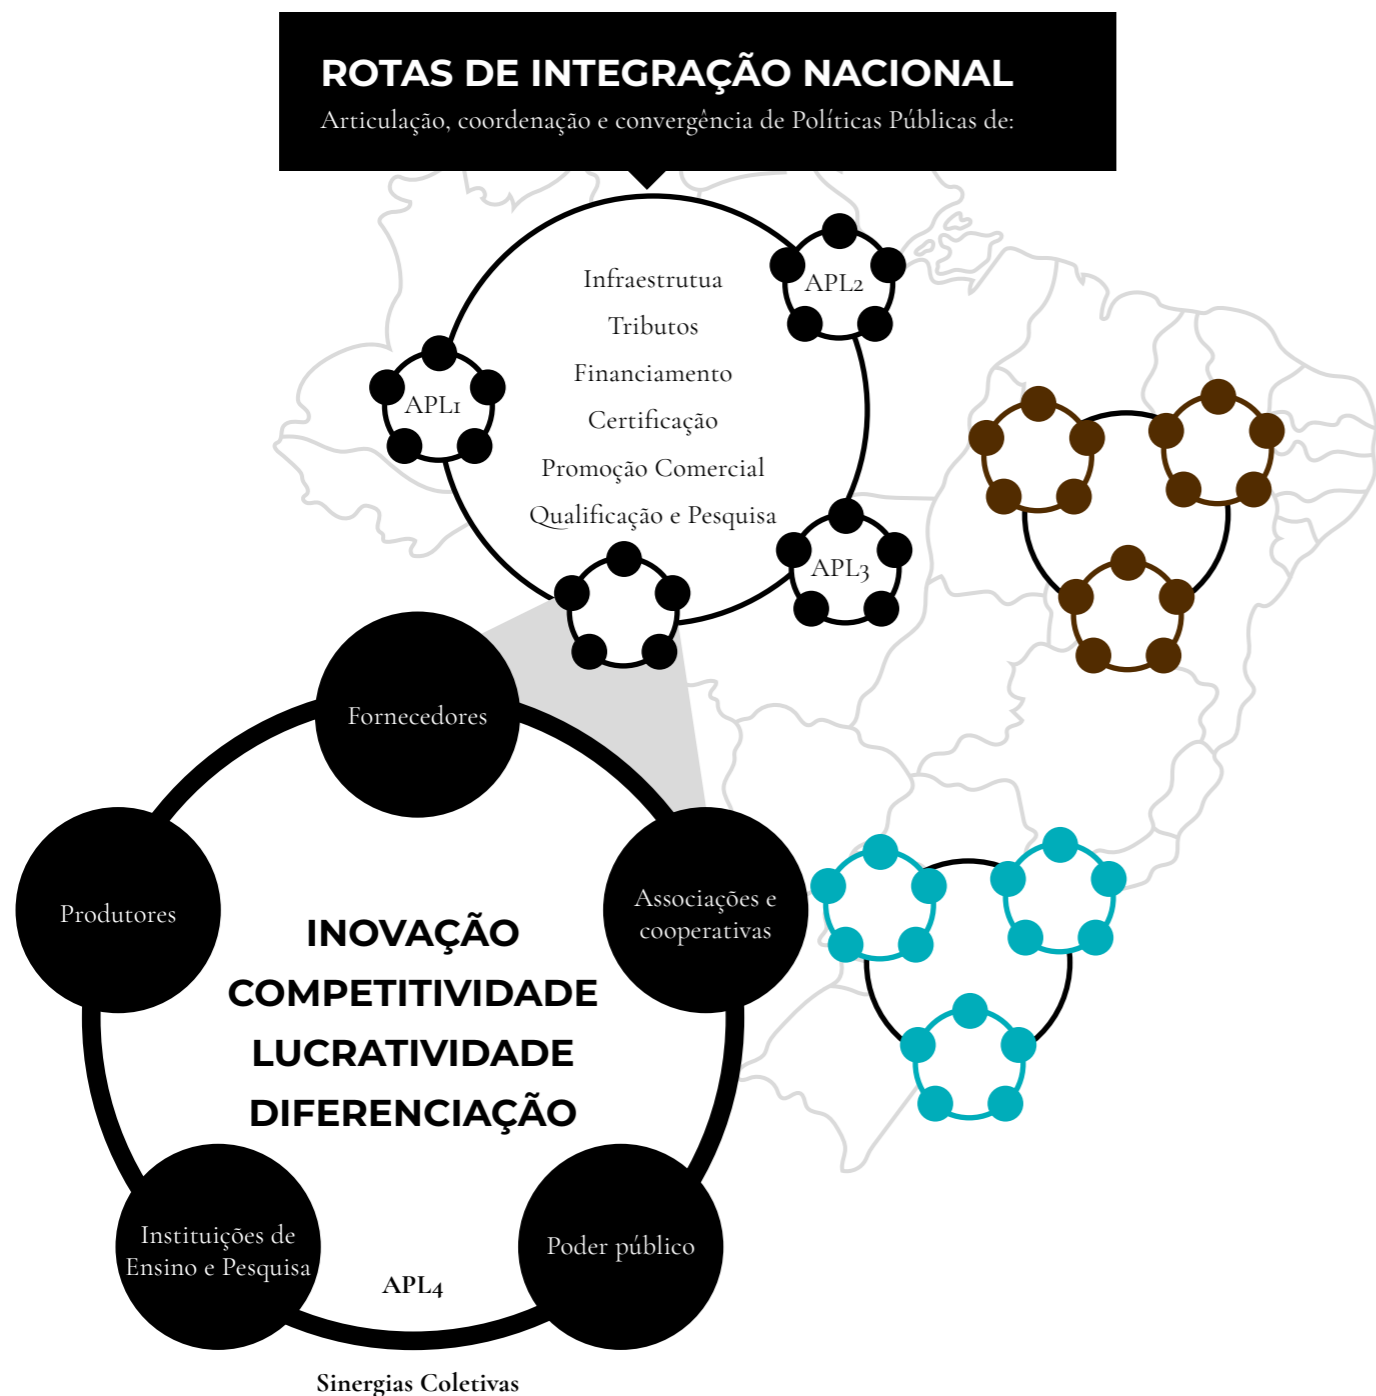 ROTAS DE INTEGRAÇÃO NACIONAL
Articulação, coordenação e convergência de Políticas Públicas de:
APL2
Infraestrutua
Tributos
Financiamento
APL1
Certificação
Promoção Comercial
Qualificação e Pesquisa
APL3
Fornecedores
Produtores
Associações e
cooperativas
INOVAÇÃO
COMPETITIVIDADE
LUCRATIVIDADE
DIFERENCIAÇÃO
Instituições de
Ensino e Pesquisa
Poder público
APL4
Sinergias Coletivas